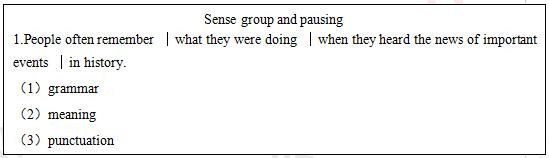 Sense group and pausing
1.People often remember ｜what they were doing ｜when they heard the news of important
events ｜in history.
（1）grammar
（2）meaning
（3）punctuation